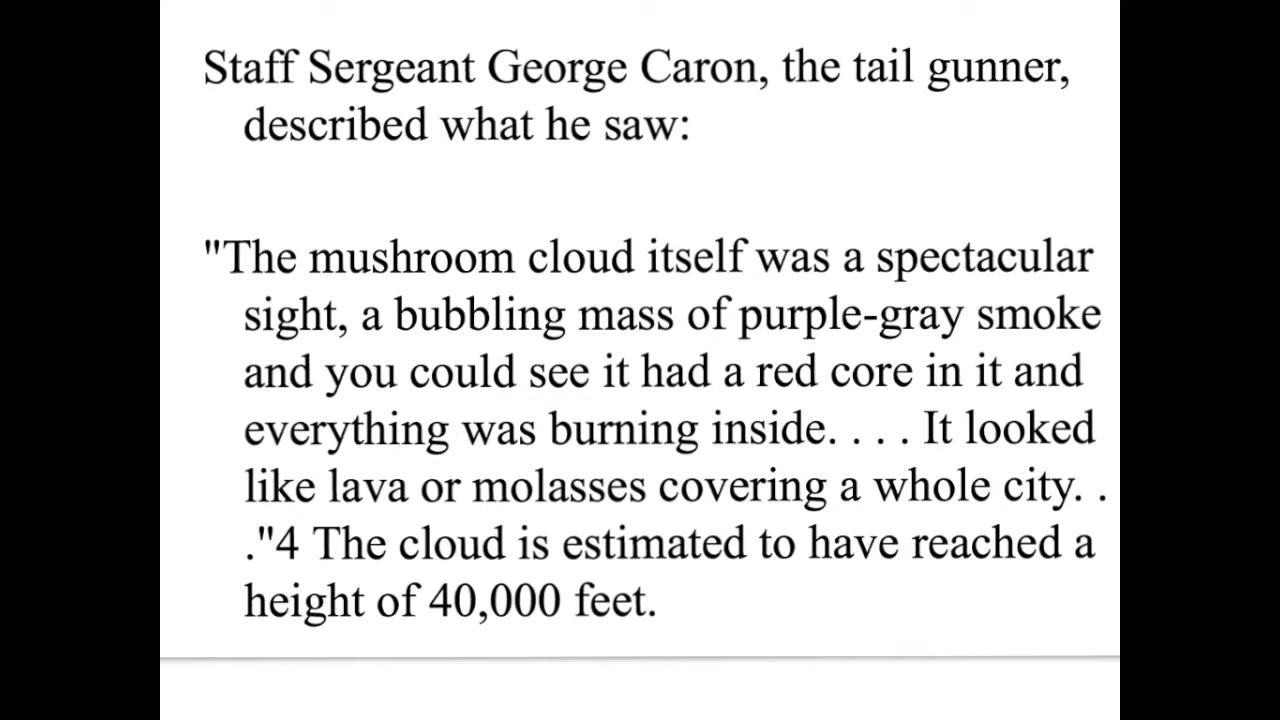 Staff Sergeant George Caron, the tail gunner,
described what he saw:
"The mushroom cloud itself was a spectacular
sight, a bubbling mass of purple-gray smoke
and you could see it had a red core in it and
everything was burning inside. . . . It looked
like lava or molasses covering a whole city. .
."4 The cloud is estimated to have reached a
height of 40,000 feet.